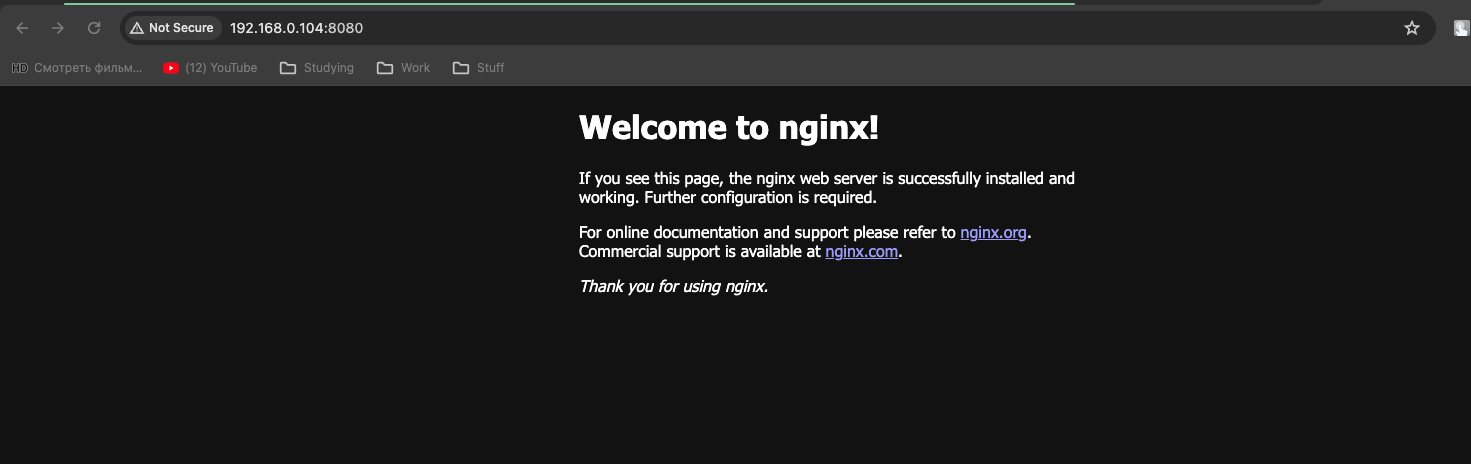 Not Secure 192.168.0.104:8080
HD Смотреть фильм... (12) YouTube Studying Work Stuff
Welcome to nginx!
If you see this page, the nginx web server is successfully installed and
working. Further configuration is required.
For online documentation and support please refer to nginx.org.
Commercial support is available at nginx.com.
Thank you for using nginx.